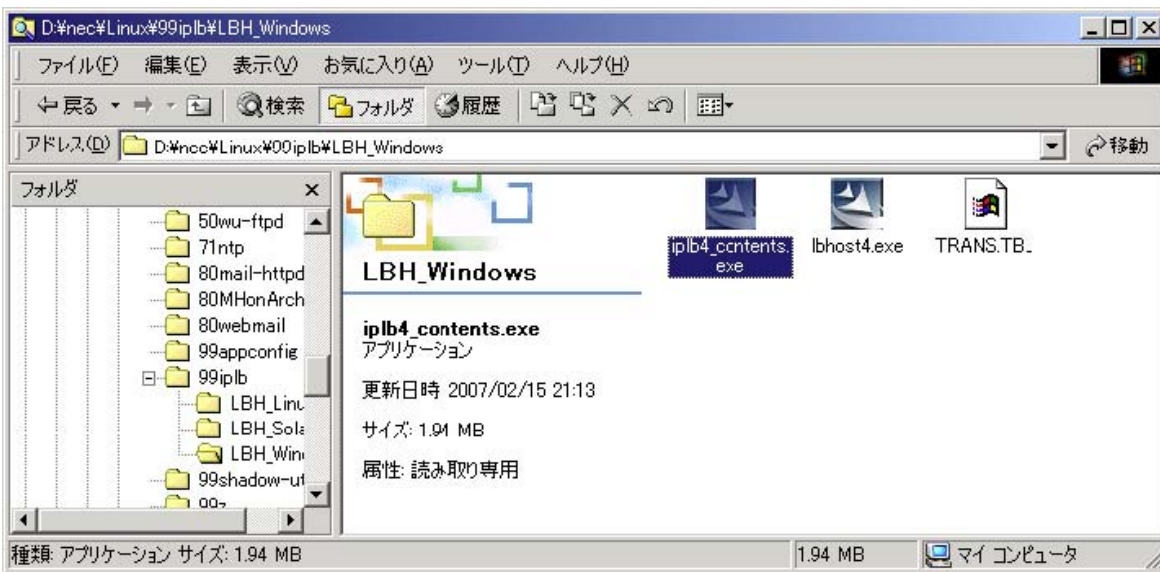 D:¥nec¥Linux¥99iplb¥LBH_Windows
ファイル(F) 編集(E) 表示(V) お気に入り(A) ツール(T) ヘルプ(H)
戻る 検索 フォルダ 履歴
アドレス(D) D:¥nec¥Linux¥99iplb¥LBH_Windows 移動
フォルダ ×
50wu-ftpd
71ntp
80mail-httpd
80MHonArch
80webmail
99appconfig
99iplb
LBH_Linu
LBH_Sola
LBH_Win
99shadow-ut
LBH_Windows
iplb4_contents.exe
アプリケーション
更新日時 2007/02/15 21:13
サイズ: 1.94 MB
属性: 読み取り専用
iplb4_contents.
exe
lbhost4.exe
TRANS.TB_
種類: アプリケーション サイズ: 1.94 MB 1.94 MB マイ コンピュータ